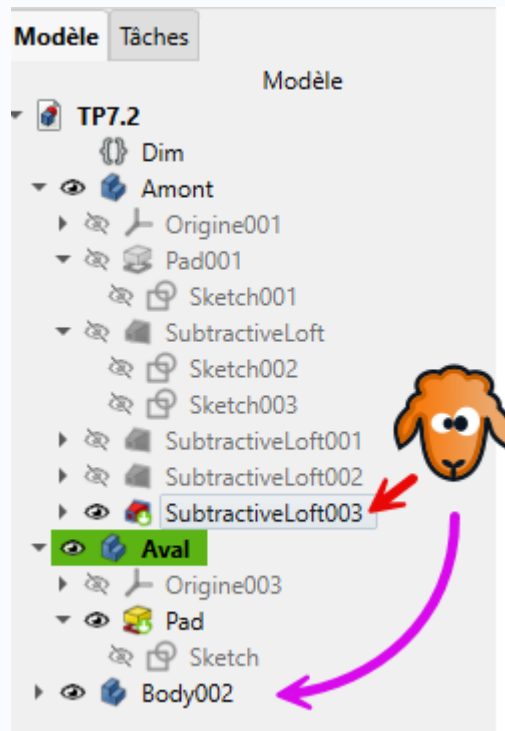 Modèle Tâches
Modèle
TP7.2
Dim
Amont
Origine001
Pad001
Sketch001
SubtractiveLoft
Sketch002
Sketch003
SubtractiveLoft001
SubtractiveLoft002
SubtractiveLoft003
Aval
Origine003
Pad
Sketch
Body002